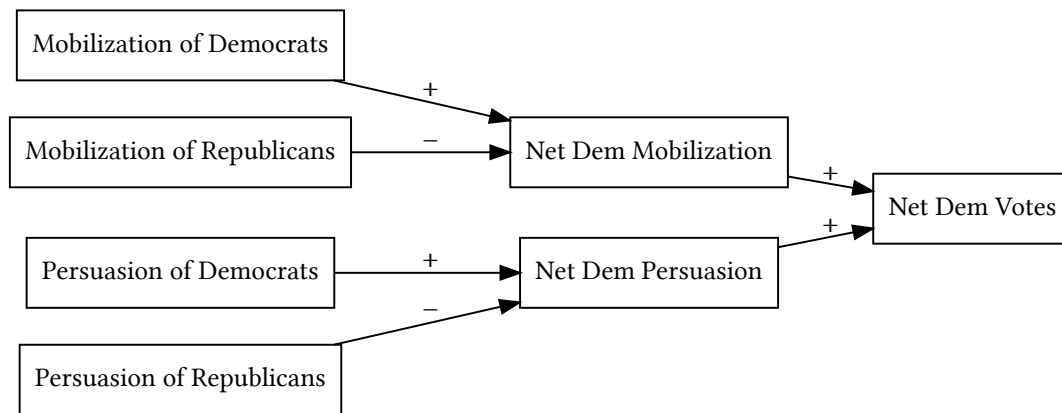 Mobilization of Democrats
+
Mobilization of Republicans
−
Net Dem Mobilization
+
Net Dem Votes
Persuasion of Democrats
+
Net Dem Persuasion
+
−
Persuasion of Republicans